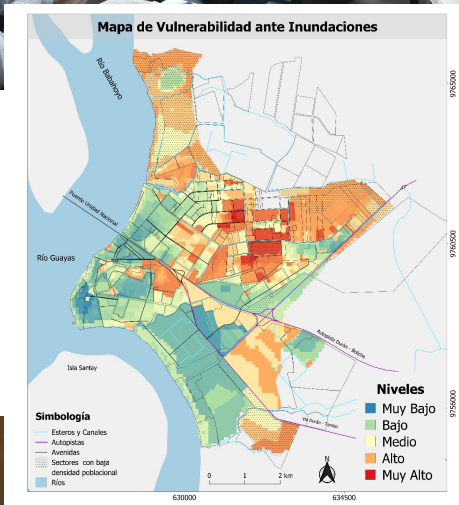 Mapa de Vulnerabilidad ante Inundaciones
Río Babahoyo
9765000
Puente Unidad Nacional
9760500
Río Guayas
Autopista Durán - Boliche
Isla Santay
Niveles
Muy Bajo
Bajo
Medio
Alto
Muy Alto
Simbología
Esteros y Canales
Autopistas
Avenidas
Sectores con baja
densidad poblacional
Ríos
Vía Durán - Tambo
9756000
0 1 2 km
N
630000
634500